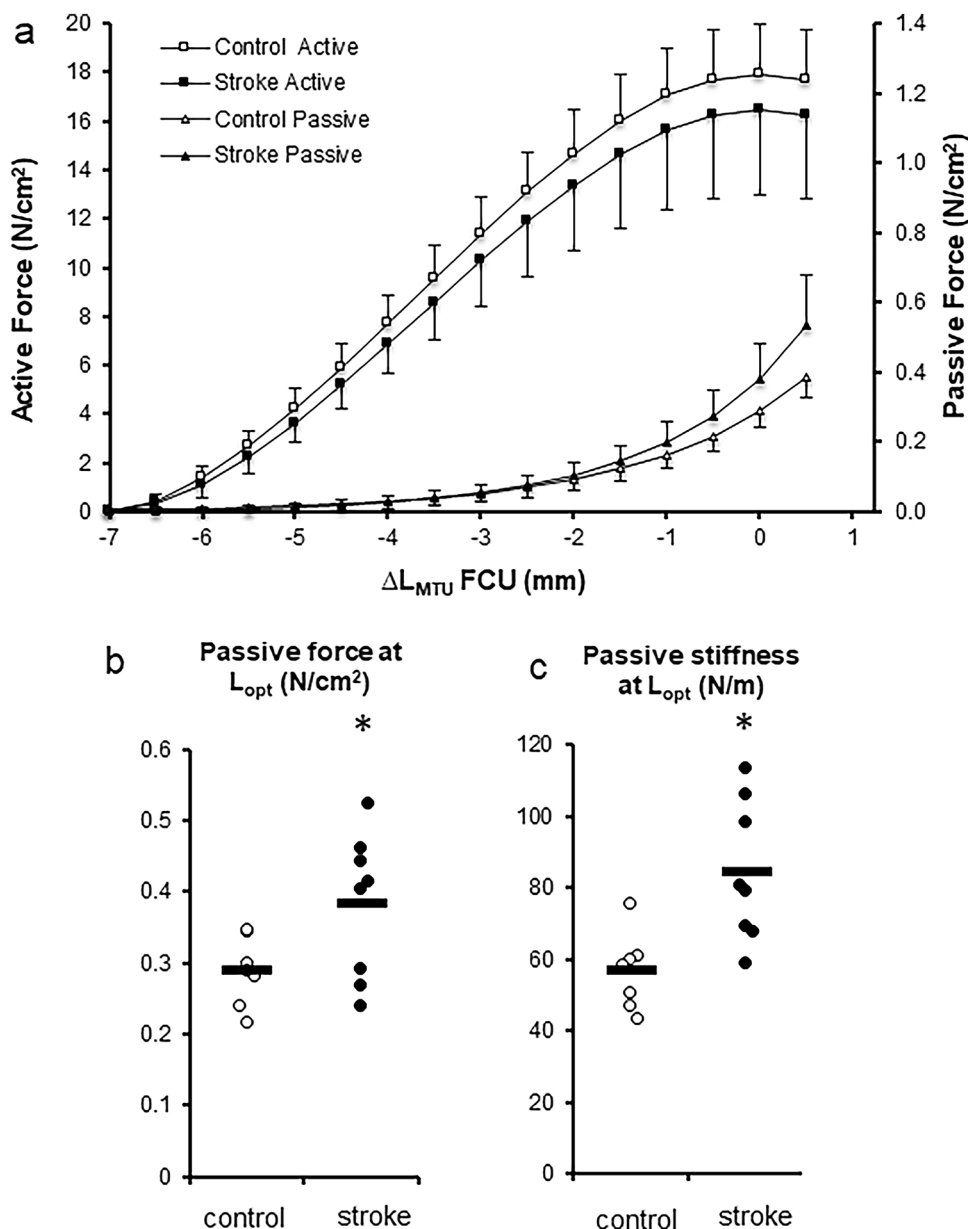 a
Control Active
Stroke Active
Control Passive
Stroke Passive
Active Force (N/cm²)
20
18
16
14
12
10
8
6
4
2
0
Passive Force (N/cm²)
1.4
1.2
1.0
0.8
0.6
0.4
0.2
0.0
-7 -6 -5 -4 -3 -2 -1 0 1
ΔL_MTU FCU (mm)
b
Passive force at
L_opt (N/cm²)
*
0.6
0.5
0.4
0.3
0.2
0.1
0
control stroke
c
Passive stiffness
at L_opt (N/m)
*
120
100
80
60
40
20
0
control stroke